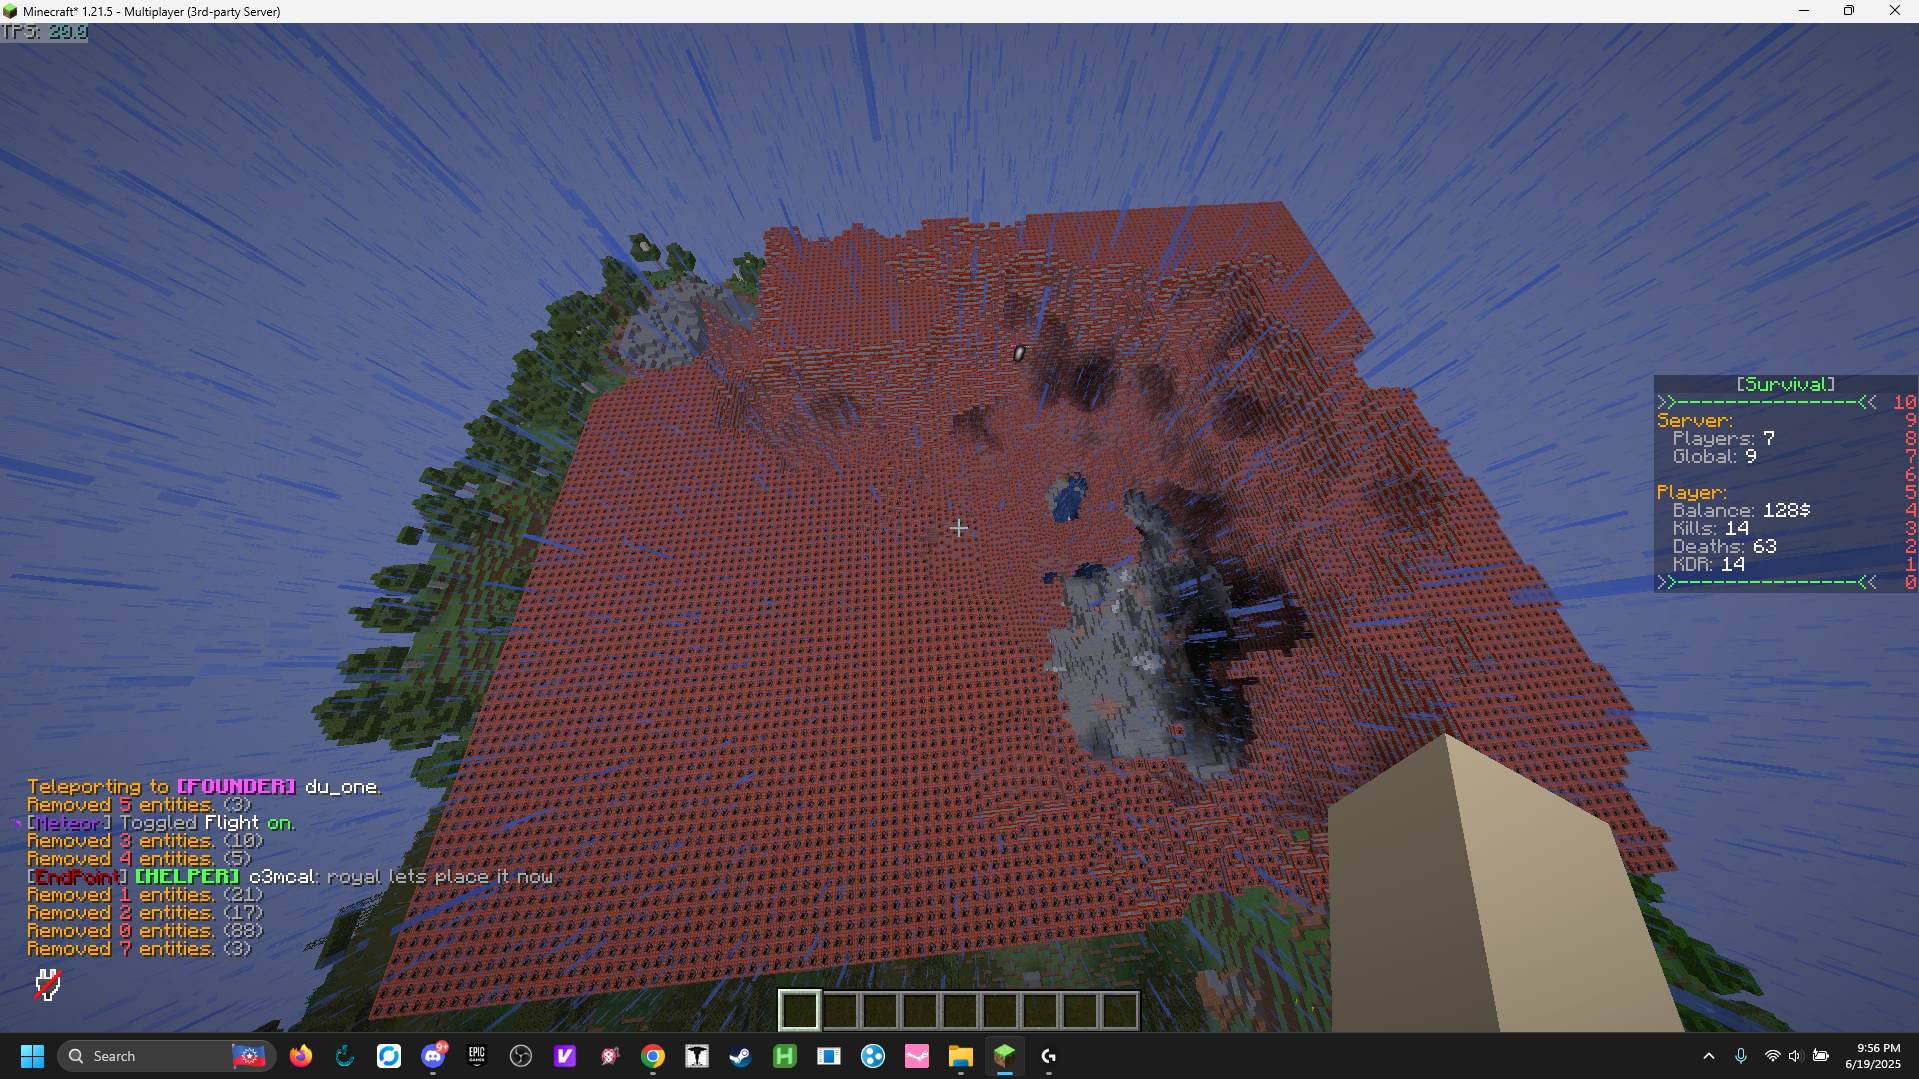 Minecraft* 1.21.5 - Multiplayer (3rd-party Server)
TPS: 20.0
[Survival]
>>-----------------<< 10
Server: 9
Players: 7 8
Global: 9 7
6
Player: 5
Balance: 128$ 4
Kills: 14 3
Deaths: 63 2
KDR: 14 1
>>-----------------<< 0
Teleporting to [FOUNDER] du_one.
Removed 5 entities. (3)
[Meteor] Toggled Flight on.
Removed 3 entities. (10)
Removed 4 entities. (5)
[EndPoint] [HELPER] c3mcal: royal lets place it now
Removed 1 entities. (21)
Removed 2 entities. (17)
Removed 0 entities. (88)
Removed 7 entities. (3)
Search
9+
EPIC GAMES
9:56 PM
6/19/2025